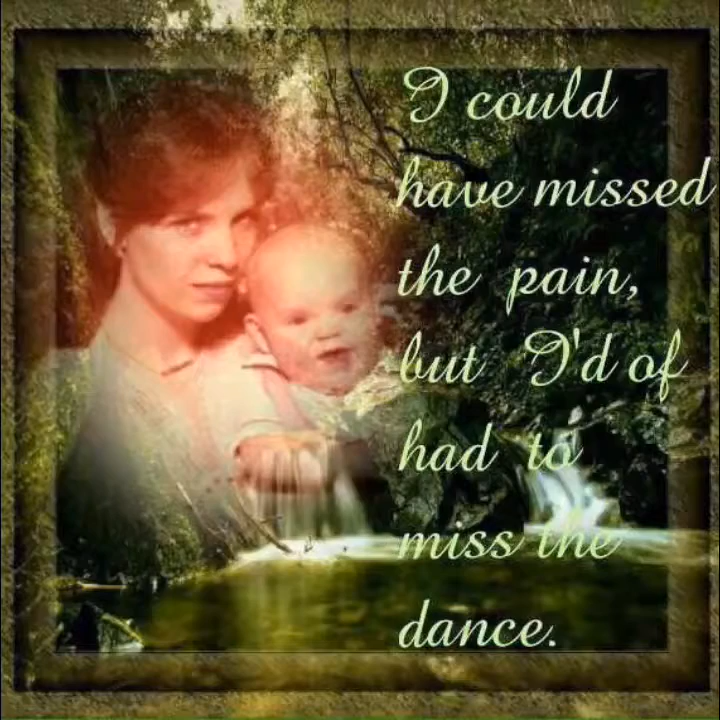 I could
have missed
the pain,
but I'd of
had to
miss the
dance.